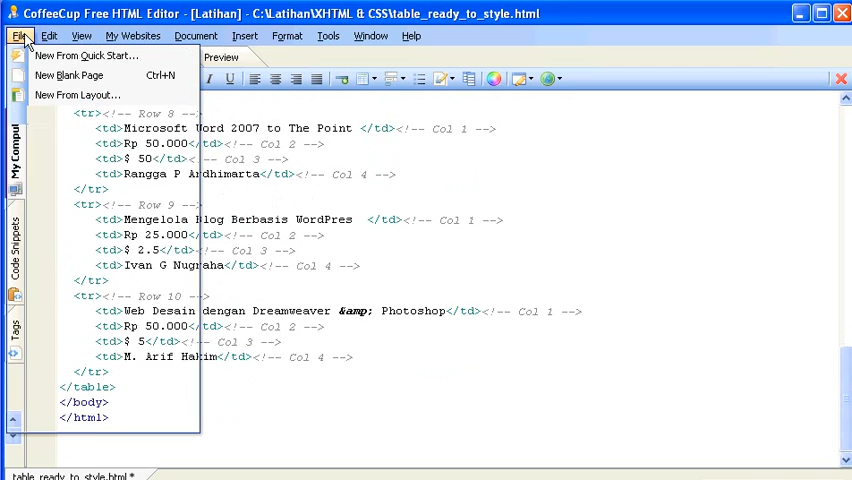 CoffeeCup Free HTML Editor - [Latihan] - C:\Latihan\XHTML & CSS\table_ready_to_style.html
File Edit View My Websites Document Insert Format Tools Window Help
New From Quick Start...
Preview
New Blank Page Ctrl+N
New From Layout...
<tr><!-- Row 8 -->
<td>Microsoft Word 2007 to The Point </td><!-- Col 1 -->
<td>Rp 50.000</td><!-- Col 2 -->
<td>$ 50</td><!-- Col 3 -->
<td>Rangga P Ardhimarta</td><!-- Col 4 -->
</tr>
<tr><!-- Row 9 -->
<td>Mengelola Blog Berbasis WordPres  </td><!-- Col 1 -->
<td>Rp 25.000</td><!-- Col 2 -->
<td>$ 2.5</td><!-- Col 3 -->
<td>Ivan G Nugraha</td><!-- Col 4 -->
</tr>
<tr><!-- Row 10 -->
<td>Web Desain dengan Dreamweaver &amp; Photoshop</td><!-- Col 1 -->
<td>Rp 50.000</td><!-- Col 2 -->
<td>$ 5</td><!-- Col 3 -->
<td>M. Arif Hakim</td><!-- Col 4 -->
</tr>
</table>
</body>
</html>
My Compu
Code Snippets
Tags
table_ready_to_style.html *